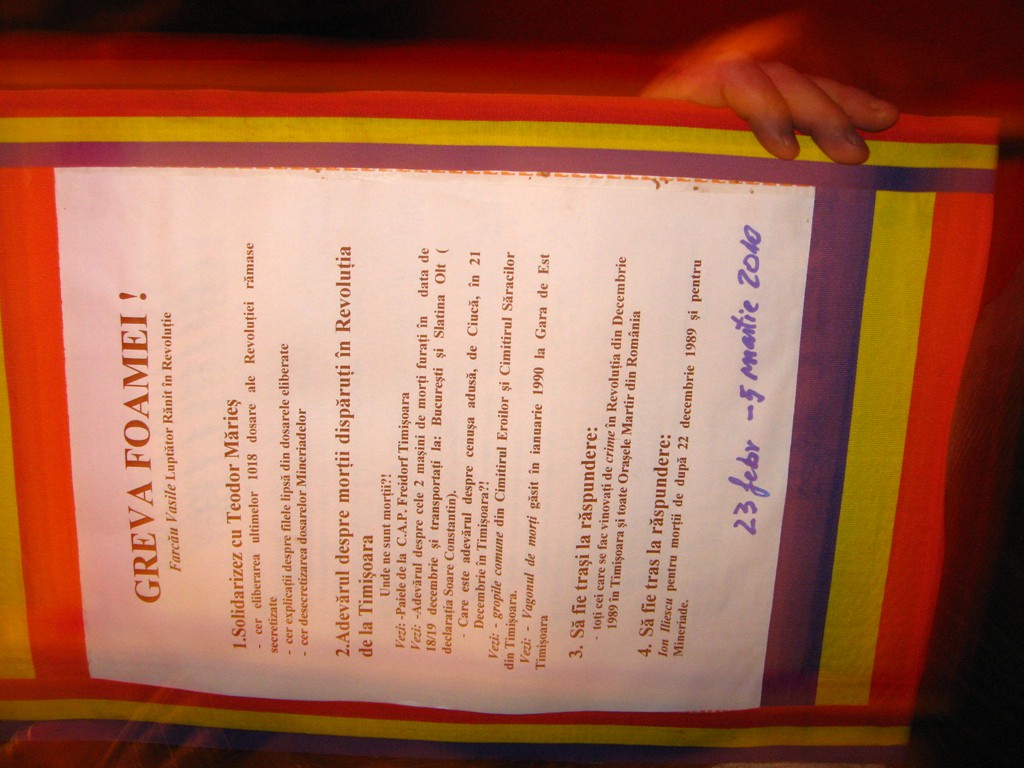 GREVA FOAMEI !
Farcău Vasile Luptător Rănit în Revoluție
1.Solidarizez cu Teodor Mărieș
- cer eliberarea ultimelor 1018 dosare ale Revoluției rămase
secretizate
- cer explicații despre filele lipsă din dosarele eliberate
- cer desecretizarea dosarelor Mineriadelor
2.Adevărul despre morții dispăruți în Revoluția
de la Timișoara
Unde ne sunt morții?!
Vezi: -Paiele de la C.A.P. Freidorf Timișoara
Vezi: -Adevărul despre cele 2 mașini de morți furați în data de
18/19 decembrie și transportați la: București și Slatina Olt (
declarația Soare Constantin),
- Care este adevărul despre cenușa adusă, de Ciucă, în 21
Decembrie în Timișoara?!
Vezi: - gropile comune din Cimitirul Eroilor și Cimitirul Săracilor
din Timișoara.
Vezi: - Vagonul de morți găsit în ianuarie 1990 la Gara de Est
Timișoara
3. Să fie trași la răspundere:
- toți cei care se fac vinovați de crime în Revoluția din Decembrie
1989 în Timișoara și toate Orașele Martir din România
4. Să fie tras la răspundere:
Ion Iliescu pentru morții de după 22 decembrie 1989 și pentru
Mineriade.
23 febr - 5 martie 2010